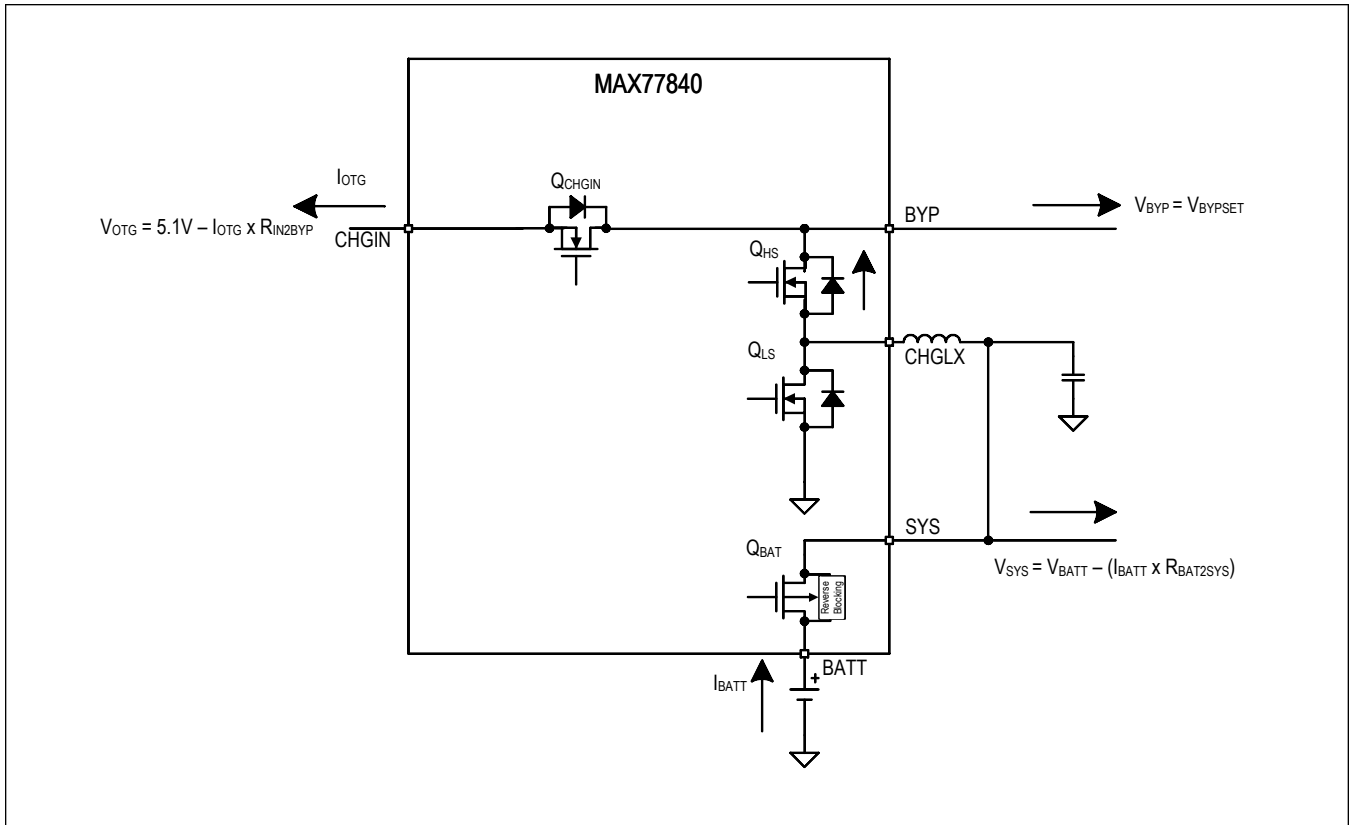 MAX77840
IOTG
QCHGIN
VOTG = 5.1V – IOTG x RIN2BYP
CHGIN
BYP
VBYP = VBYPSET
QHS
QLS
CHGLX
SYS
QBAT
Reverse
Blocking
VSYS = VBATT – (IBATT x RBAT2SYS)
BATT
IBATT
+